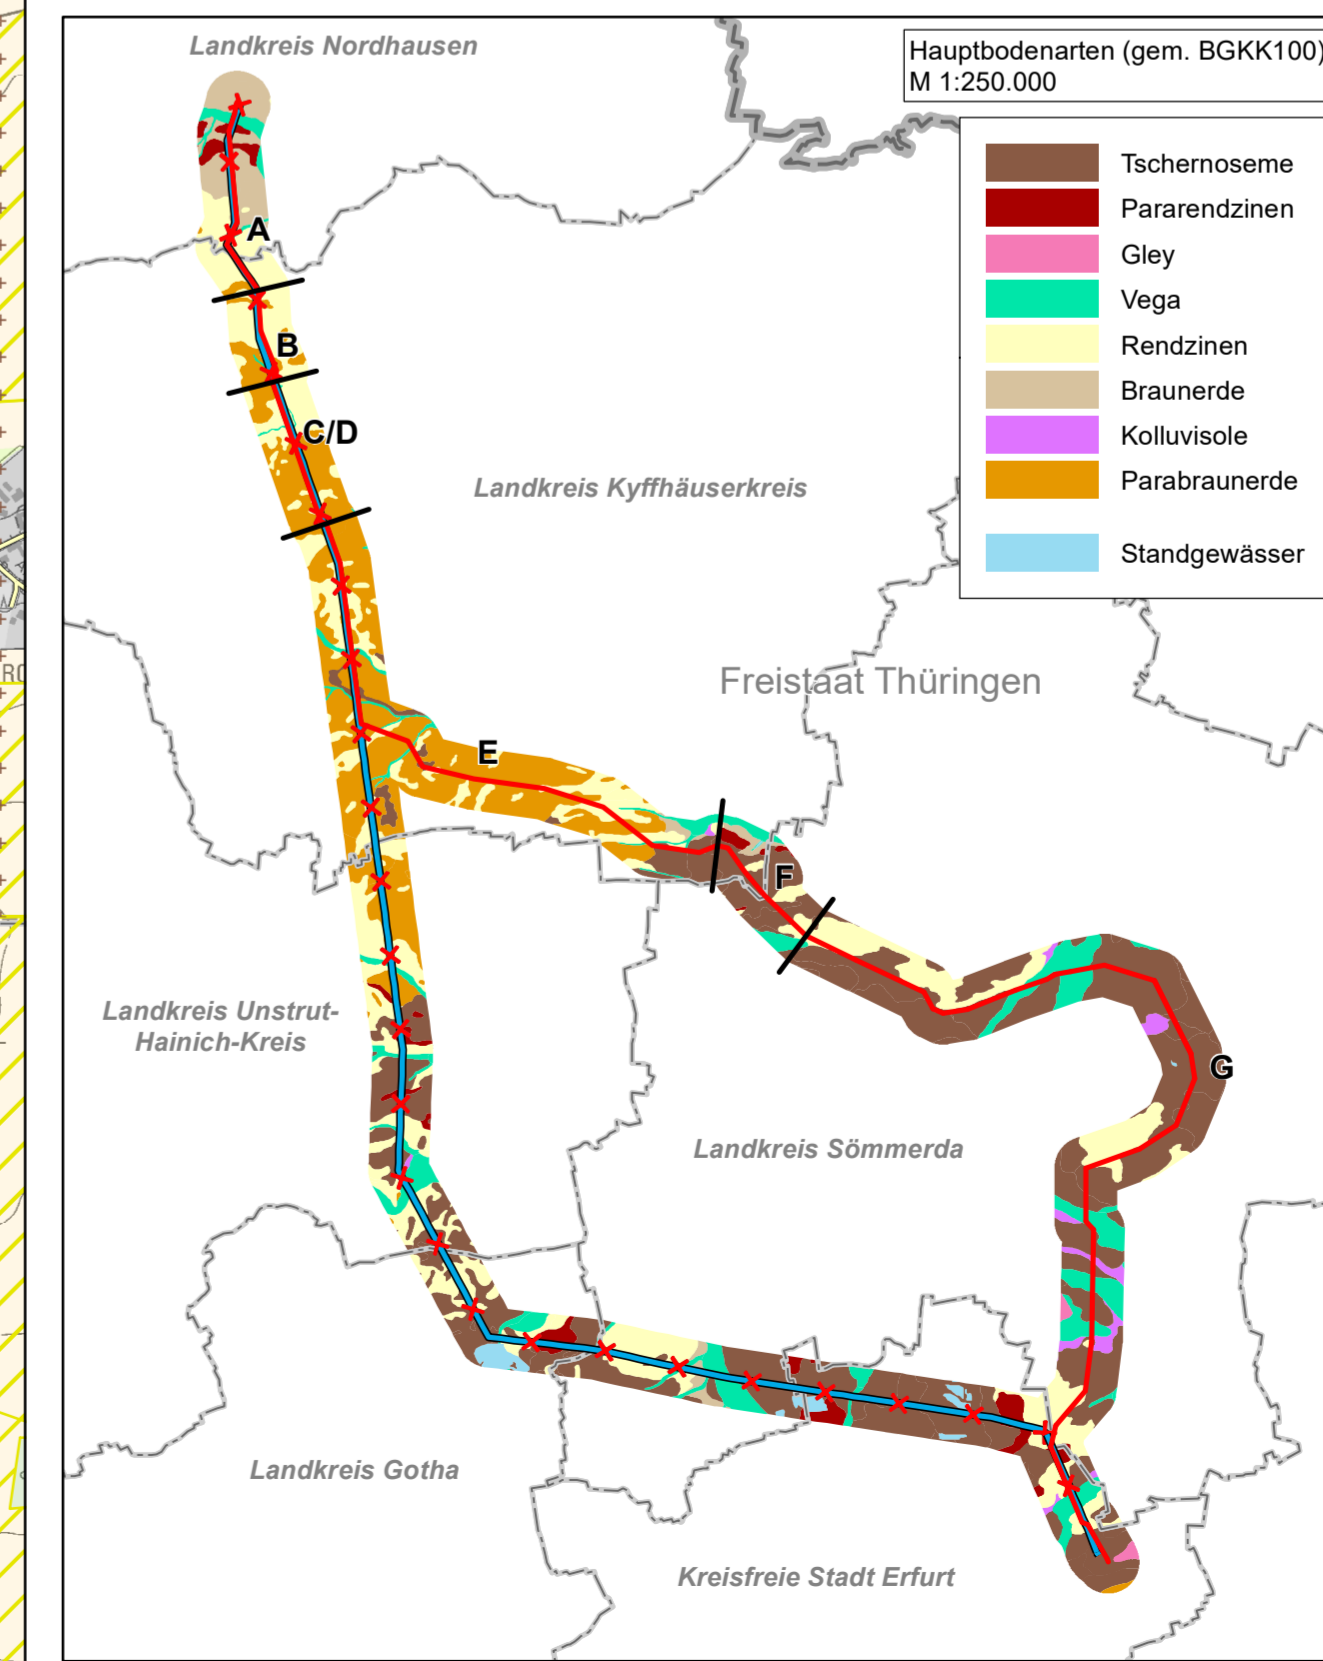 Landkreis Nordhausen
Hauptbodenarten (gem. BGKK100)
M 1:250.000
Tschernoseme
Pararendzinen
Gley
Vega
Rendzinen
Braunerde
Kolluvisole
Parabraunerde
Standgewässer
A
B
C/D
Landkreis Kyffhäuserkreis
Freistaat Thüringen
E
F
Landkreis Unstrut-
Hainich-Kreis
G
Landkreis Sömmerda
Landkreis Gotha
Kreisfreie Stadt Erfurt